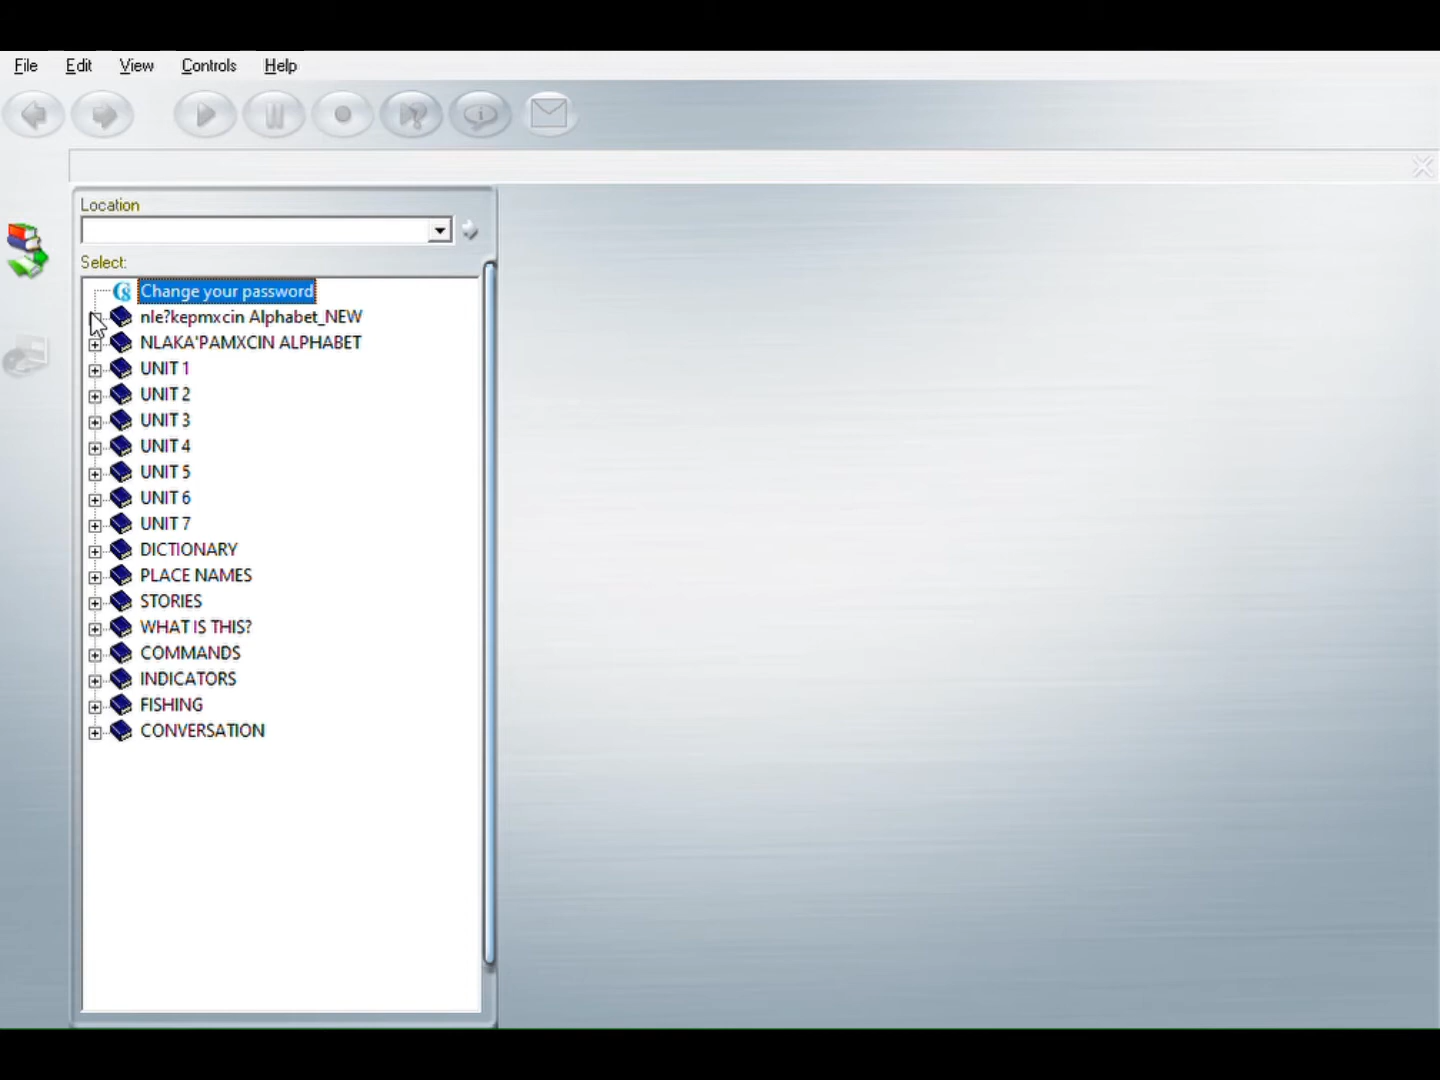 File Edit View Controls Help
Location
Select:
Change your password
nle?kepmxcin Alphabet_NEW
NLAKA'PAMXCIN ALPHABET
UNIT 1
UNIT 2
UNIT 3
UNIT 4
UNIT 5
UNIT 6
UNIT 7
DICTIONARY
PLACE NAMES
STORIES
WHAT IS THIS?
COMMANDS
INDICATORS
FISHING
CONVERSATION